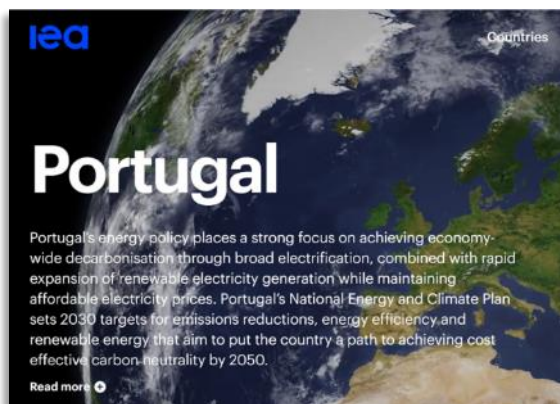 iea
Countries
Portugal
Portugal's energy policy places a strong focus on achieving economy-
wide decarbonisation through broad electrification, combined with rapid
expansion of renewable electricity generation while maintaining
affordable electricity prices. Portugal's National Energy and Climate Plan
sets 2030 targets for emissions reductions, energy efficiency and
renewable energy that aim to put the country a path to achieving cost
effective carbon neutrality by 2050.
Read more